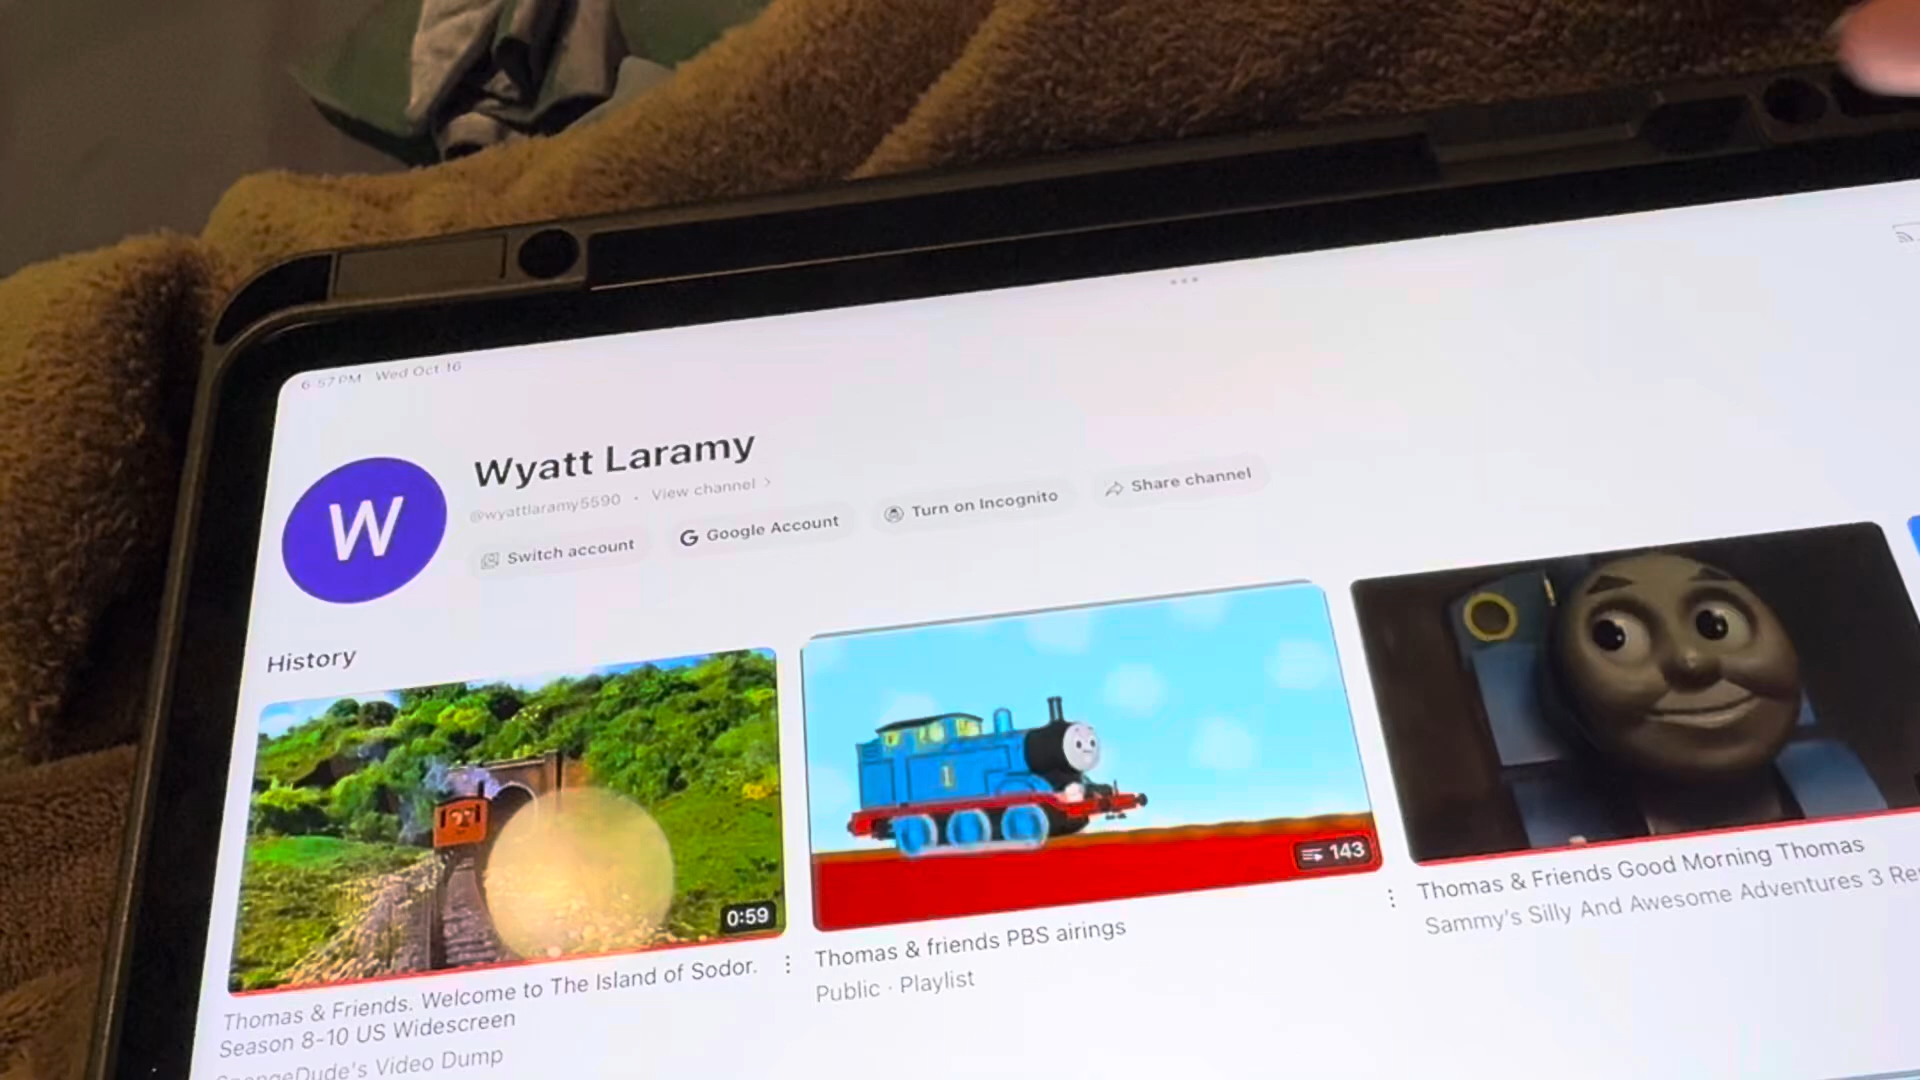 6:57 PM Wed Oct 16
W
Wyatt Laramy
@wyattlaramy5590 · View channel >
Switch account
G Google Account
Turn on Incognito
Share channel
History
0:59
Thomas & Friends. Welcome to The Island of Sodor.
Season 8-10 US Widescreen
SpongeDude's Video Dump
1
143
Thomas & friends PBS airings
Public · Playlist
Thomas & Friends Good Morning Thomas
Sammy's Silly And Awesome Adventures 3